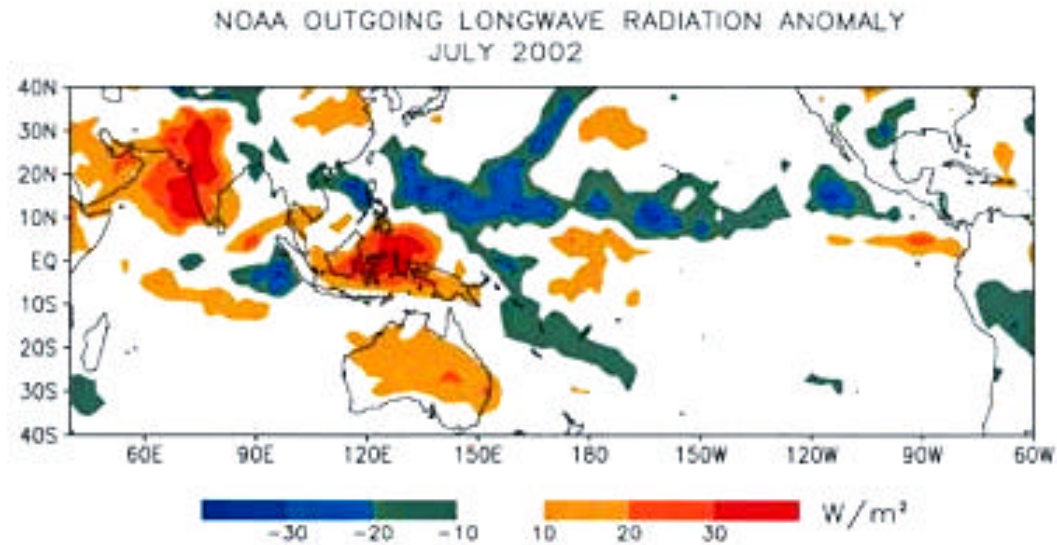 NOAA OUTGOING LONGWAVE RADIATION ANOMALY
JULY 2002
40N
30N
20N
10N
EQ
10S
20S
30S
40S
60E 90E 120E 150E 180 150W 120W 90W 60W
-30 -20 -10 10 20 30 W/m²